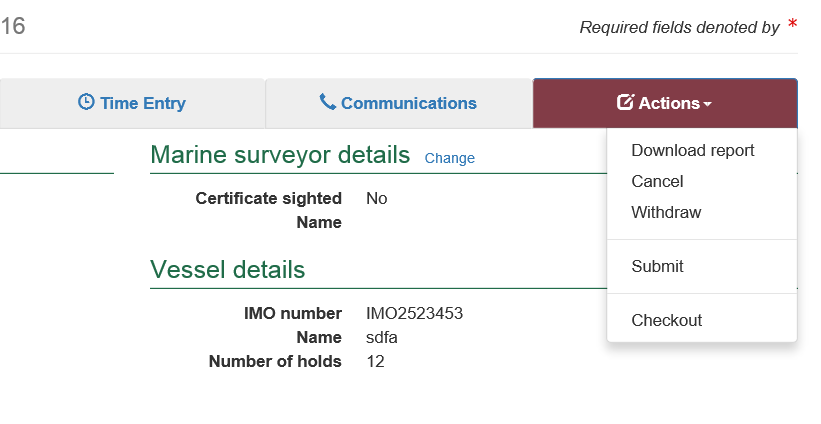 16
Required fields denoted by *
Time Entry
Communications
Actions
Download report
Cancel
Withdraw
Submit
Checkout
Marine surveyor details Change
Certificate sighted No
Name
Vessel details
IMO number IMO2523453
Name sdfa
Number of holds 12